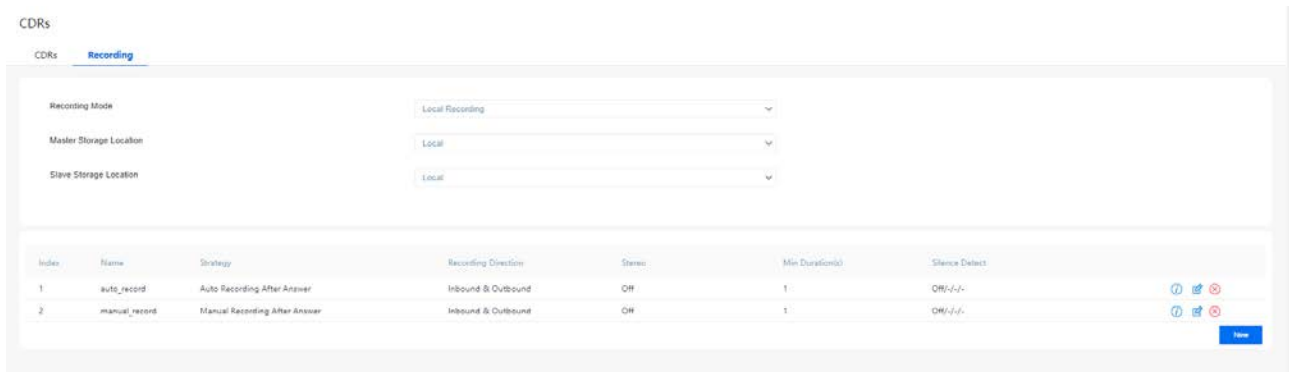 CDRs
CDRs Recording
Recording Mode Local Recording
Master Storage Location Local
Slave Storage Location Local
Index Name Strategy Recording Direction Stereo Min Duration(s) Silence Detect
1 auto_record Auto Recording After Answer Inbound & Outbound Off 1 Off/-/-/-
2 manual_record Manual Recording After Answer Inbound & Outbound Off 1 Off/-/-/-
New